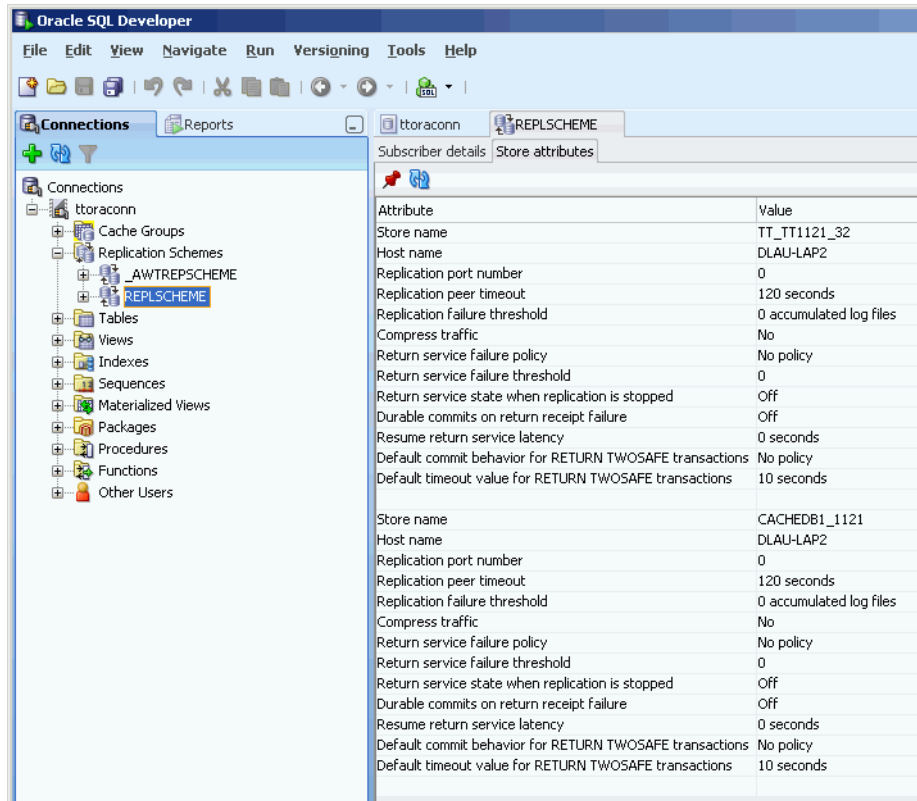 Oracle SQL Developer
File Edit View Navigate Run Versioning Tools Help
SQL
Connections Reports
Connections
ttoraconn
Cache Groups
Replication Schemes
_AWTREPSCHEME
REPLSCHEME
Tables
Views
Indexes
Sequences
Materialized Views
Packages
Procedures
Functions
Other Users
ttoraconn REPLSCHEME
Subscriber details Store attributes
Attribute Value
Store name TT_TT1121_32
Host name DLAU-LAP2
Replication port number 0
Replication peer timeout 120 seconds
Replication failure threshold 0 accumulated log files
Compress traffic No
Return service failure policy No policy
Return service failure threshold 0
Return service state when replication is stopped Off
Durable commits on return receipt failure Off
Resume return service latency 0 seconds
Default commit behavior for RETURN TWOSAFE transactions No policy
Default timeout value for RETURN TWOSAFE transactions 10 seconds
Store name CACHEDB1_1121
Host name DLAU-LAP2
Replication port number 0
Replication peer timeout 120 seconds
Replication failure threshold 0 accumulated log files
Compress traffic No
Return service failure policy No policy
Return service failure threshold 0
Return service state when replication is stopped Off
Durable commits on return receipt failure Off
Resume return service latency 0 seconds
Default commit behavior for RETURN TWOSAFE transactions No policy
Default timeout value for RETURN TWOSAFE transactions 10 seconds